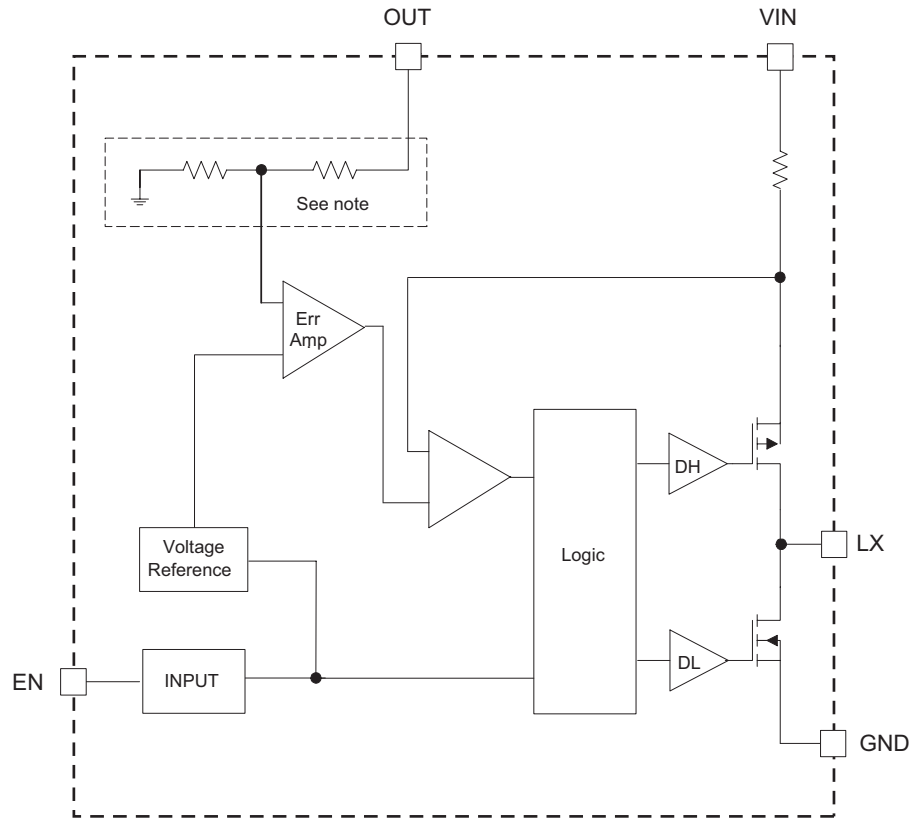 OUT
VIN
See note
Err
Amp
DH
Voltage
Reference
Logic
LX
EN
INPUT
DL
GND